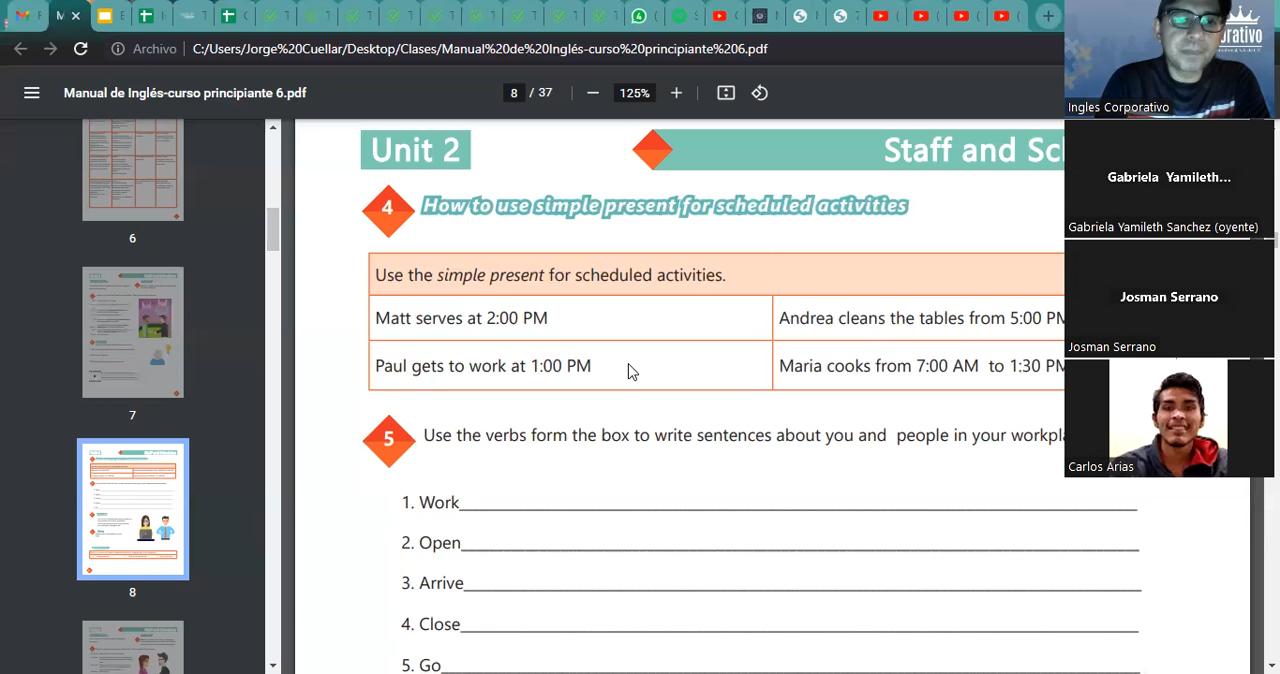 Archivo C:/Users/Jorge%20Cuellar/Desktop/Clases/Manual%20de%20Inglés-curso%20principiante%206.pdf
Manual de Inglés-curso principiante 6.pdf
8 / 37
125%
6
7
8
Unit 2
Staff and Sc
4
How to use simple present for scheduled activities
Use the simple present for scheduled activities.
Matt serves at 2:00 PM
Andrea cleans the tables from 5:00 PM
Paul gets to work at 1:00 PM
Maria cooks from 7:00 AM to 1:30 PM
5
Use the verbs form the box to write sentences about you and people in your workpla
1. Work
2. Open
3. Arrive
4. Close
5. Go
orativo
Ingles Corporativo
Gabriela Yamileth...
Gabriela Yamileth Sanchez (oyente)
Josman Serrano
Josman Serrano
Carlos Arias